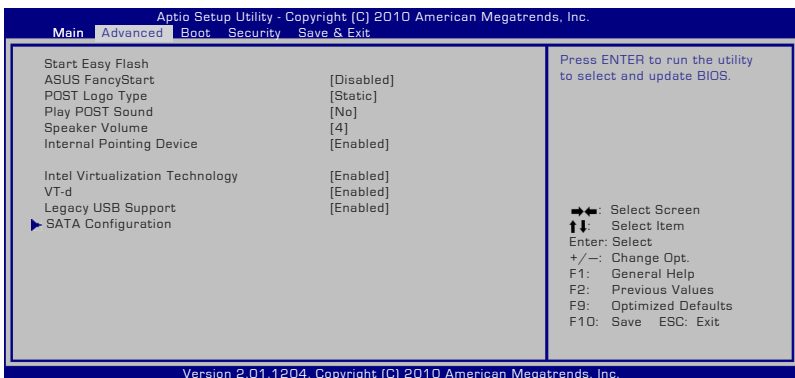 Aptio Setup Utility - Copyright (C) 2010 American Megatrends, Inc.
Main Advanced Boot Security Save & Exit
Start Easy Flash
ASUS FancyStart [Disabled]
POST Logo Type [Static]
Play POST Sound [No]
Speaker Volume [4]
Internal Pointing Device [Enabled]
Intel Virtualization Technology [Enabled]
VT-d [Enabled]
Legacy USB Support [Enabled]
SATA Configuration
Press ENTER to run the utility
to select and update BIOS.
→←: Select Screen
↑↓: Select Item
Enter: Select
+/—: Change Opt.
F1: General Help
F2: Previous Values
F9: Optimized Defaults
F10: Save ESC: Exit
Version 2.01.1204. Copyright (C) 2010 American Megatrends, Inc.